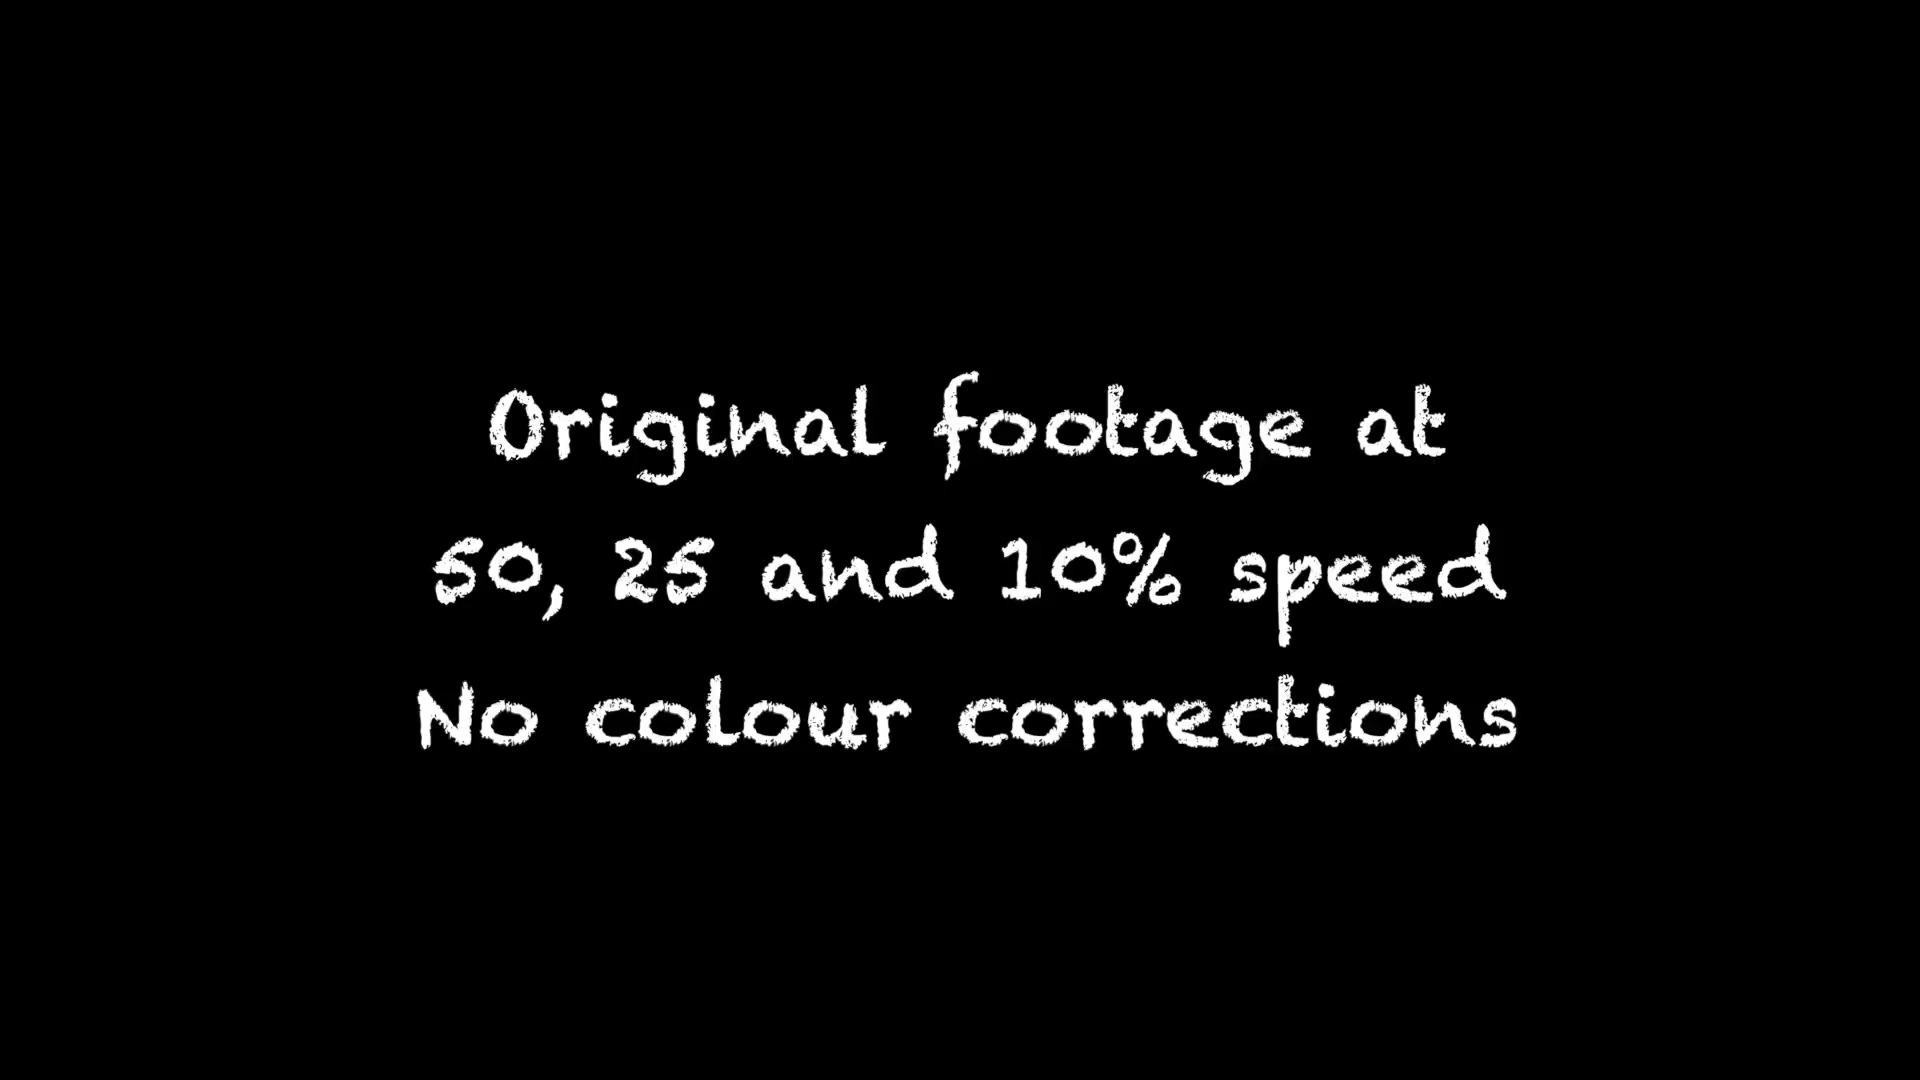 Original footage at
50, 25 and 10% speed
No colour corrections